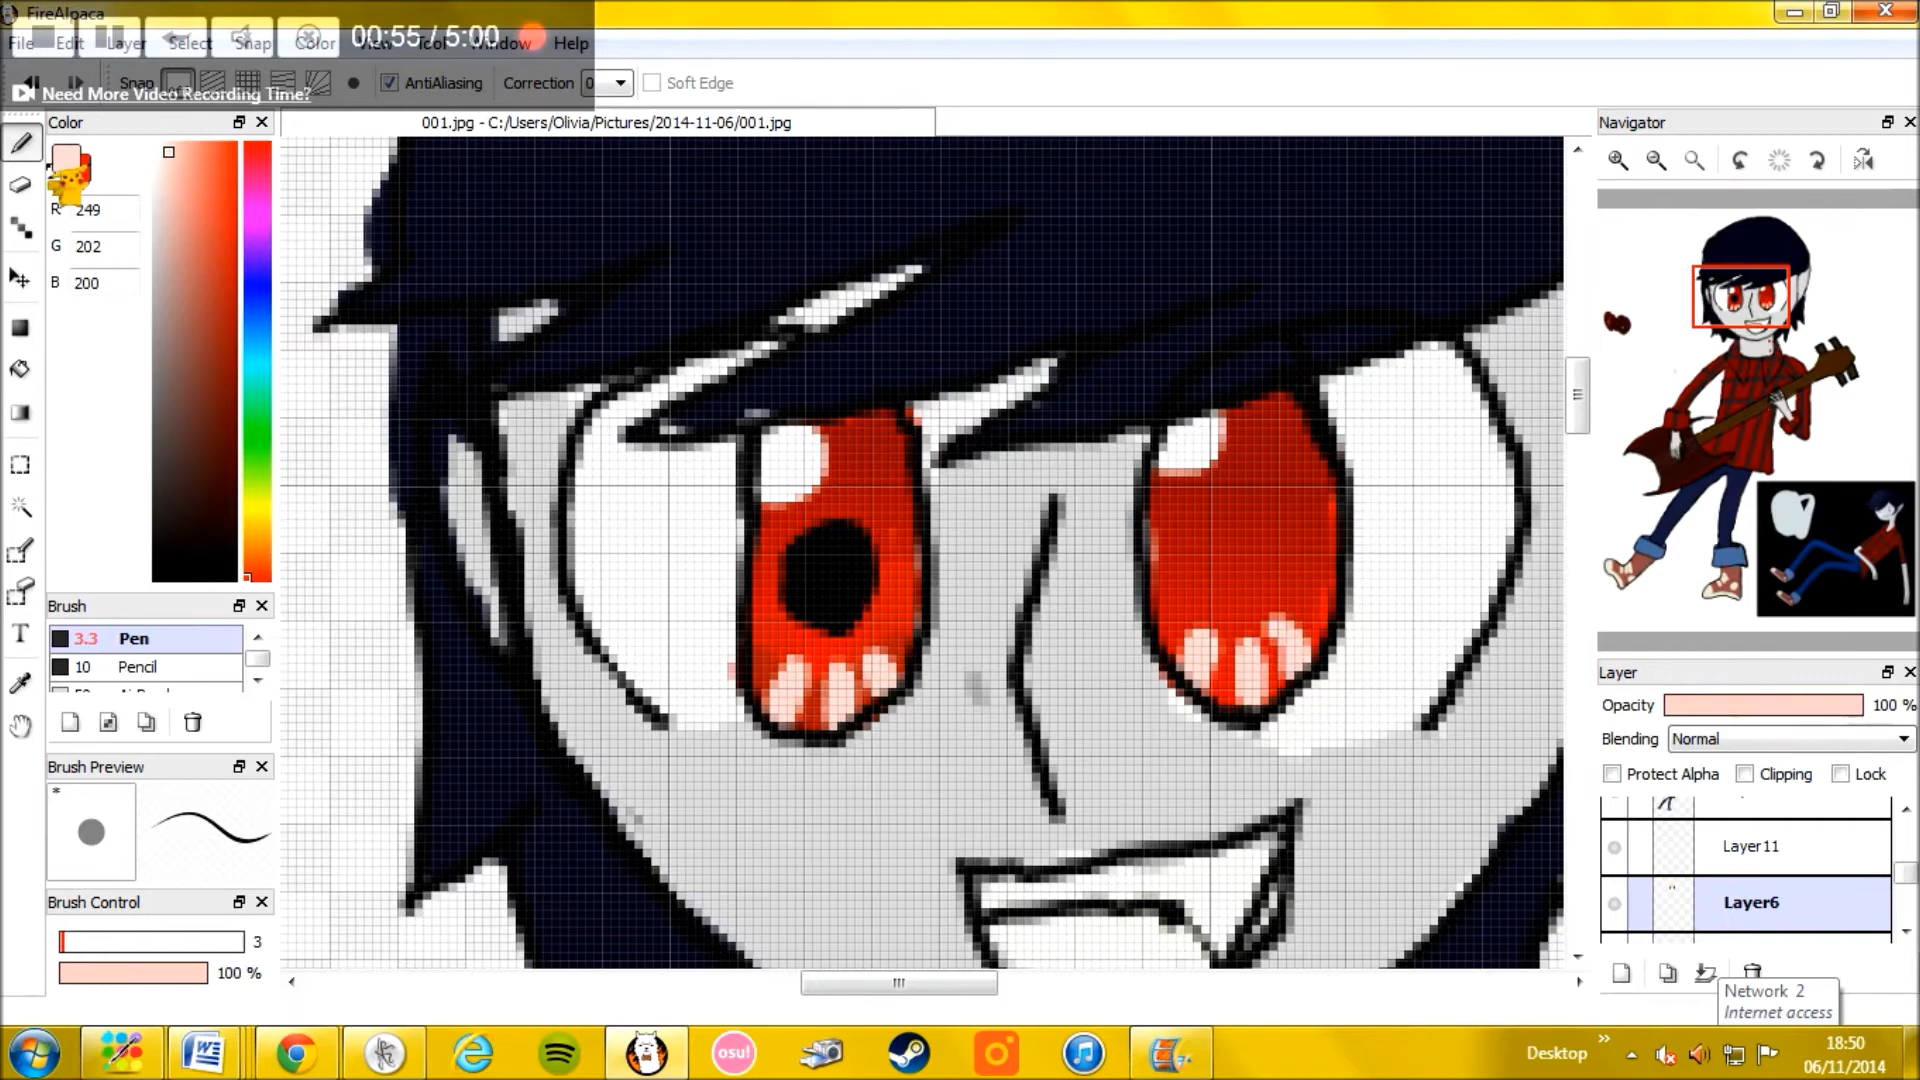 FireAlpaca
File Edit Layer Select Snap Color View Tool Window Help
00:55 / 5:00
Snap off AntiAliasing Correction 0 Soft Edge
Need More Video Recording Time?
Color
001.jpg - C:/Users/Olivia/Pictures/2014-11-06/001.jpg
Navigator
R 249
G 202
B 200
Brush
3.3 Pen
10 Pencil
Brush Preview
*
Brush Control
3
100 %
Layer
Opacity 100 %
Blending Normal
Protect Alpha Clipping Lock
Layer11
Layer6
Network 2
Internet access
osu!
Desktop
18:50
06/11/2014